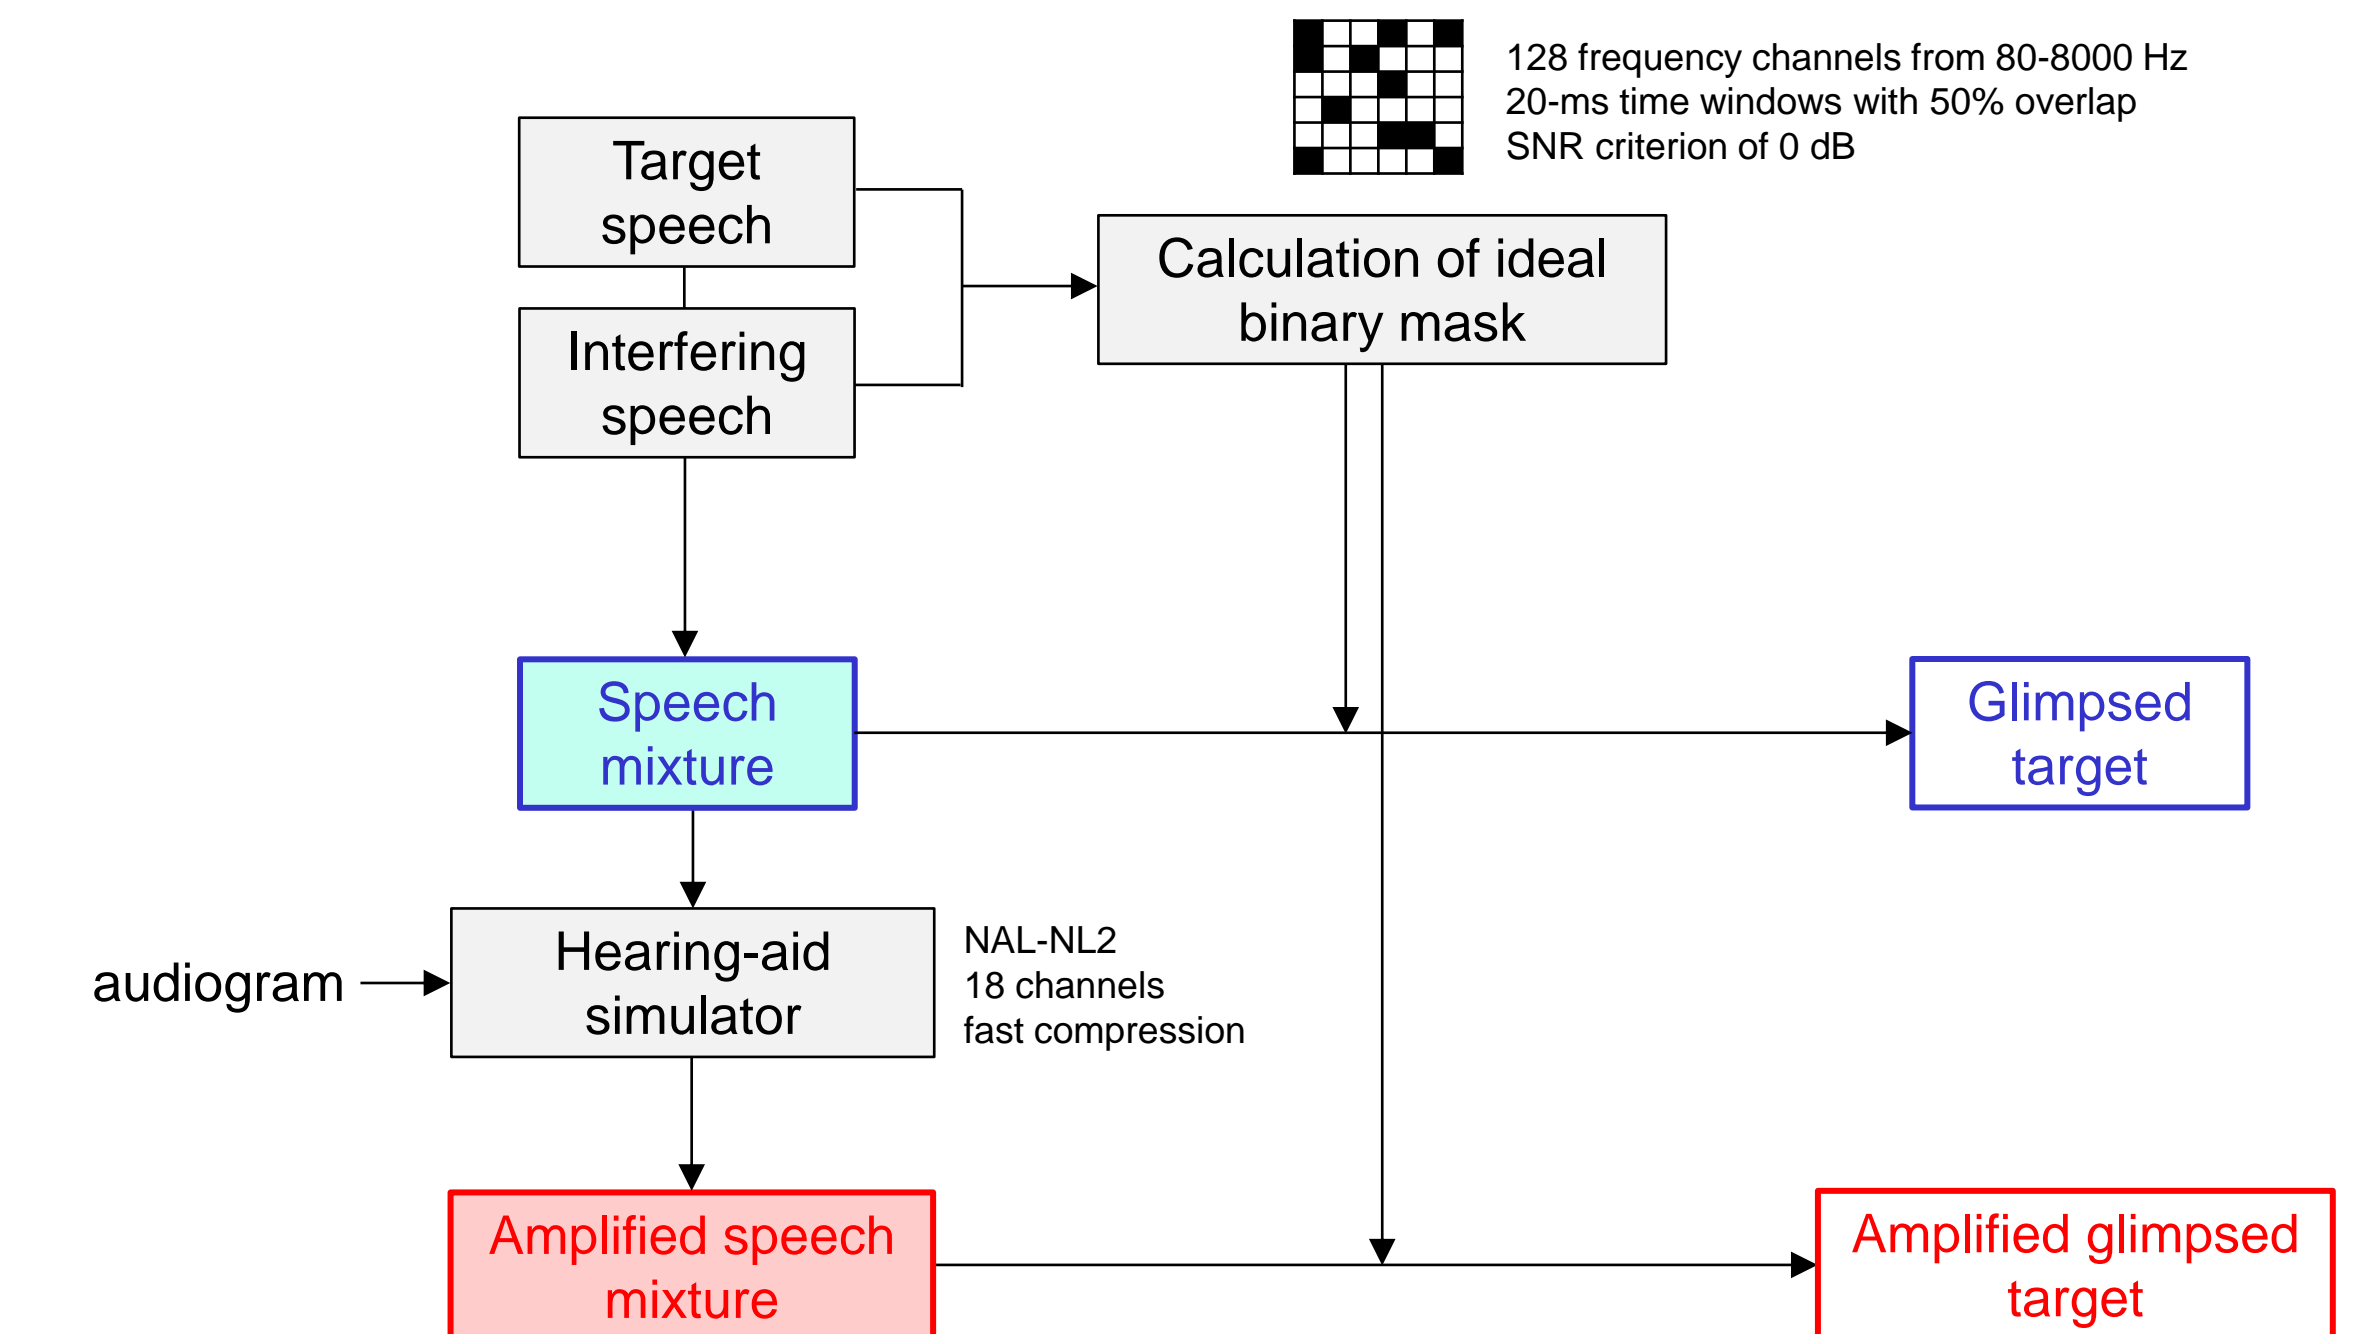 128 frequency channels from 80-8000 Hz
20-ms time windows with 50% overlap
SNR criterion of 0 dB
Target
speech
Calculation of ideal
binary mask
Interfering
speech
Speech
mixture
Glimpsed
target
audiogram
Hearing-aid
simulator
NAL-NL2
18 channels
fast compression
Amplified speech
mixture
Amplified glimpsed
target